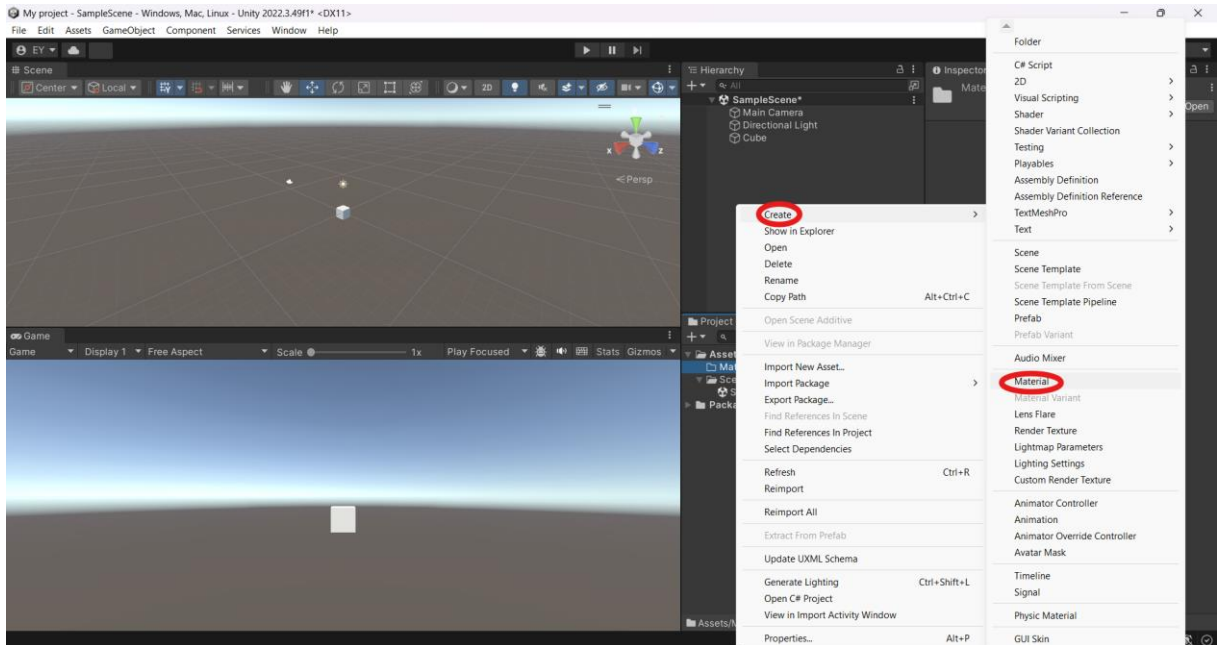 My project - SampleScene - Windows, Mac, Linux - Unity 2022.3.49f1* <DX11>
File Edit Assets GameObject Component Services Window Help
EY
Scene
Center Local 2D
x z
Persp
Game
Game Display 1 Free Aspect Scale 1x Play Focused Stats Gizmos
Hierarchy
All
SampleScene*
Main Camera
Directional Light
Cube
Project
Asset
Mat
Sce
S
Packa
Assets/M
Inspector
Mate
Open
Create
Show in Explorer
Open
Delete
Rename
Copy Path Alt+Ctrl+C
Open Scene Additive
View in Package Manager
Import New Asset...
Import Package
Export Package...
Find References In Scene
Find References In Project
Select Dependencies
Refresh Ctrl+R
Reimport
Reimport All
Extract From Prefab
Update UXML Schema
Generate Lighting Ctrl+Shift+L
Open C# Project
View in Import Activity Window
Properties... Alt+P
Folder
C# Script
2D
Visual Scripting
Shader
Shader Variant Collection
Testing
Playables
Assembly Definition
Assembly Definition Reference
TextMeshPro
Text
Scene
Scene Template
Scene Template From Scene
Scene Template Pipeline
Prefab
Prefab Variant
Audio Mixer
Material
Material Variant
Lens Flare
Render Texture
Lightmap Parameters
Lighting Settings
Custom Render Texture
Animator Controller
Animation
Animator Override Controller
Avatar Mask
Timeline
Signal
Physic Material
GUI Skin